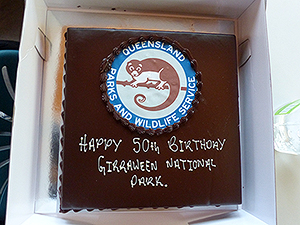 QUEENSLAND
PARKS AND WILDLIFE SERVICE
HAPPY 50TH BIRTHDAY
GIRRAWEEN NATIONAL
PARK.